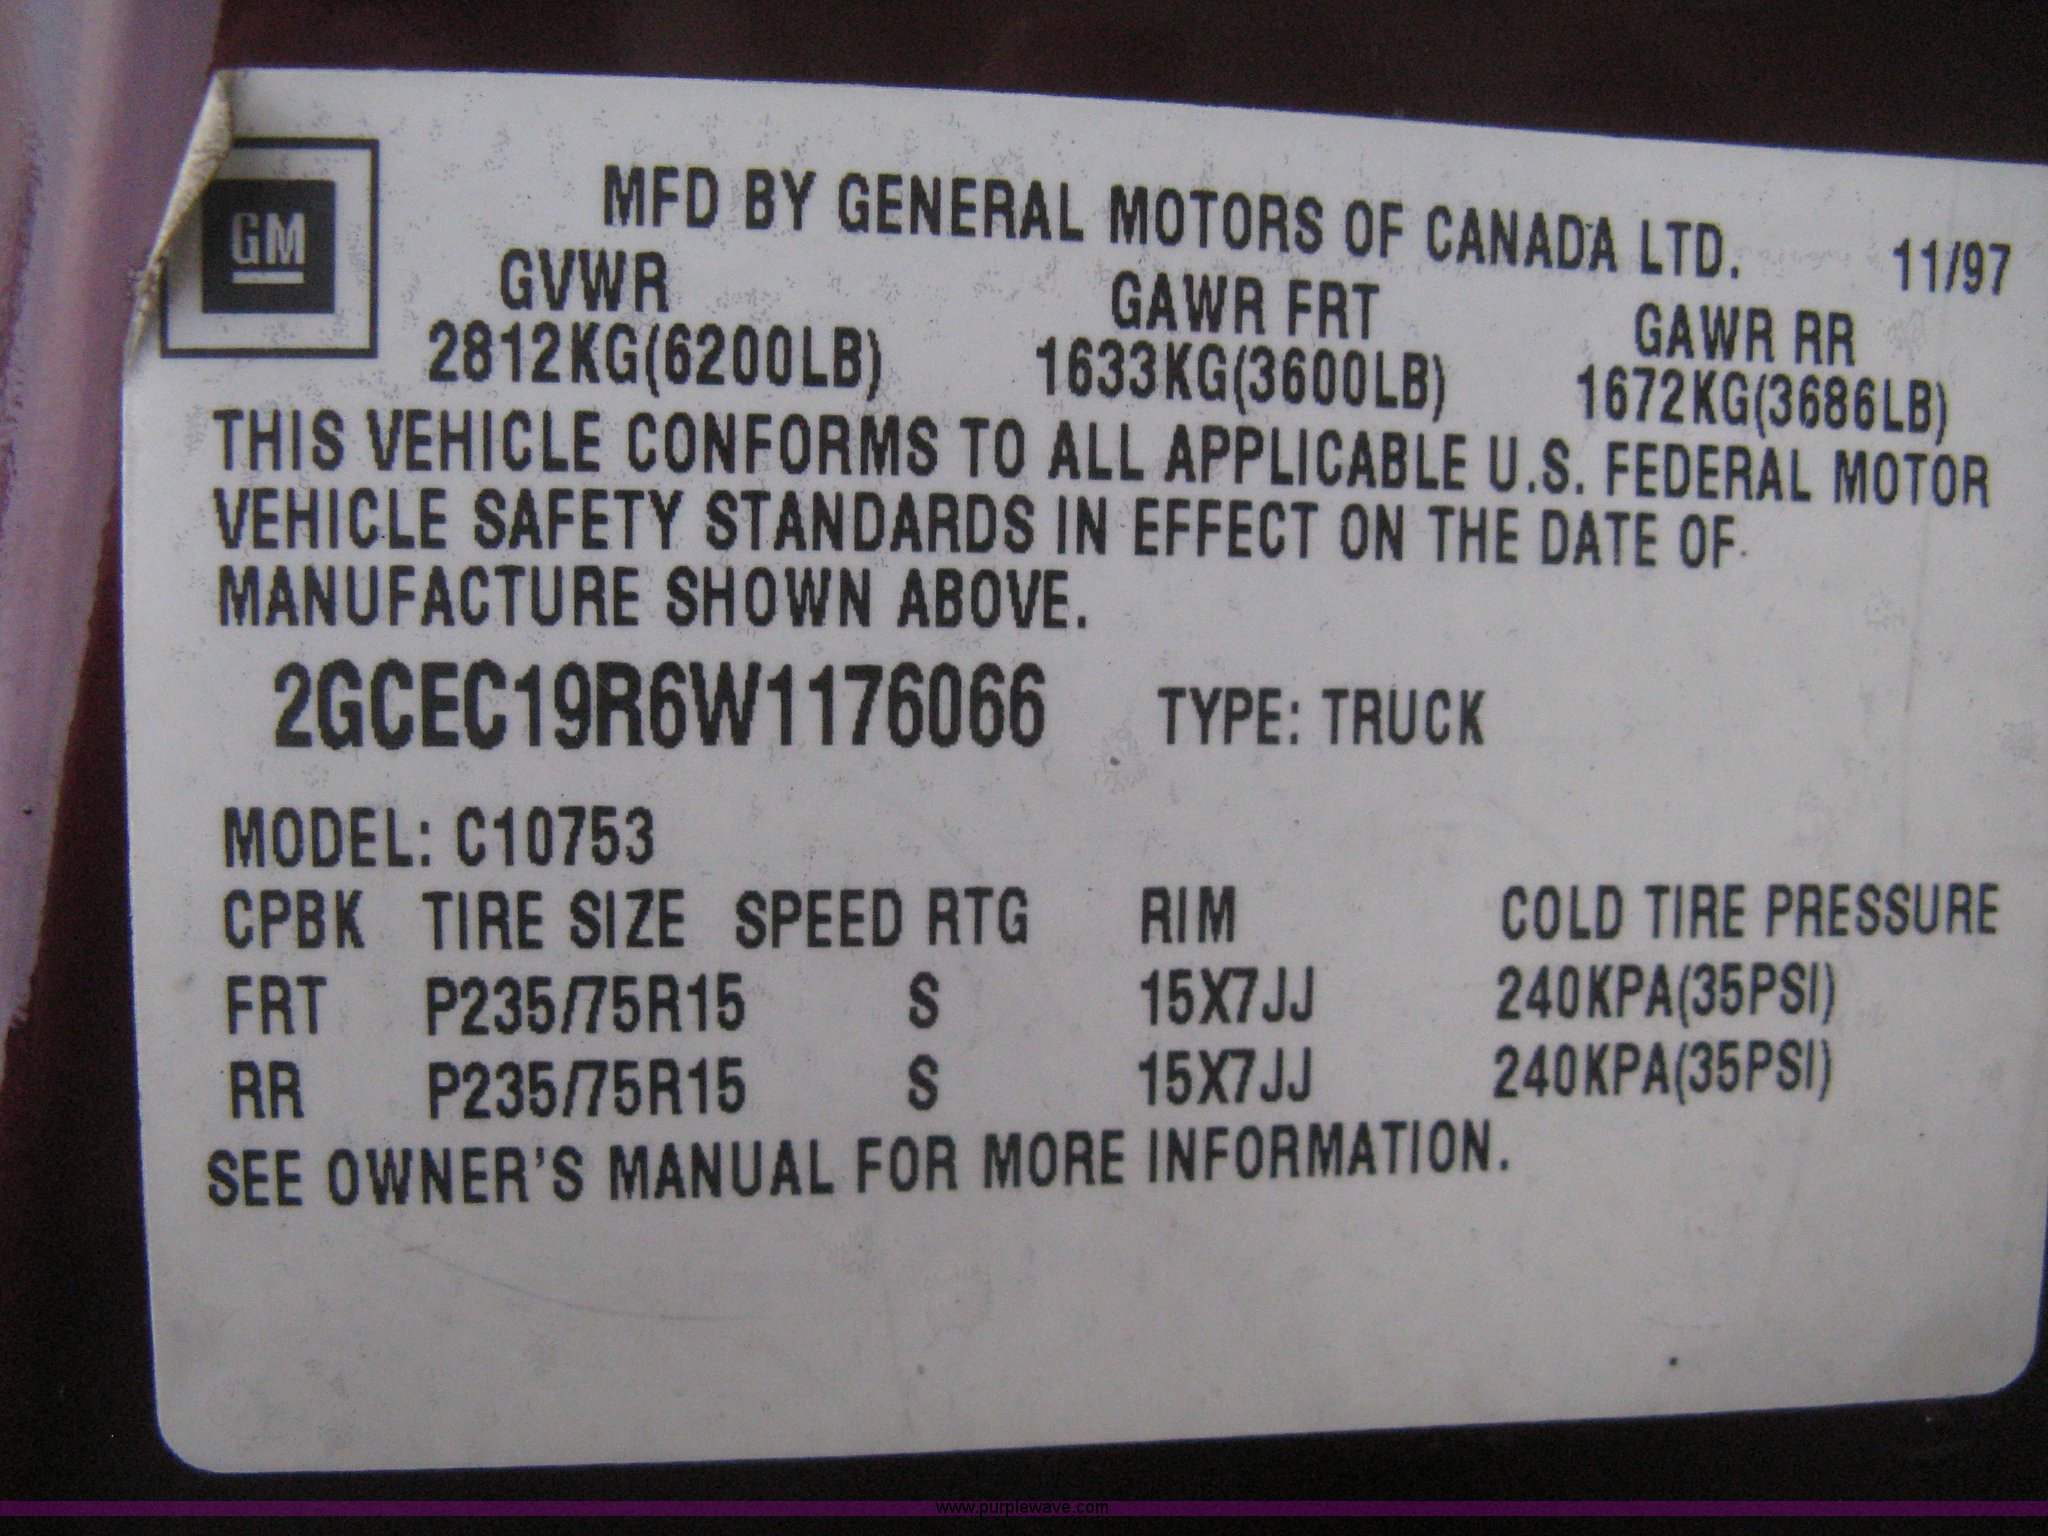 GM
MFD BY GENERAL MOTORS OF CANADA LTD. 11/97
GVWR GAWR FRT GAWR RR
2812KG(6200LB) 1633KG(3600LB) 1672KG(3686LB)
THIS VEHICLE CONFORMS TO ALL APPLICABLE U.S. FEDERAL MOTOR
VEHICLE SAFETY STANDARDS IN EFFECT ON THE DATE OF
MANUFACTURE SHOWN ABOVE.
2GCEC19R6W1176066 TYPE: TRUCK
MODEL: C10753
CPBK TIRE SIZE SPEED RTG RIM COLD TIRE PRESSURE
FRT P235/75R15 S 15X7JJ 240KPA(35PSI)
RR P235/75R15 S 15X7JJ 240KPA(35PSI)
SEE OWNER'S MANUAL FOR MORE INFORMATION.
www.purplewave.com